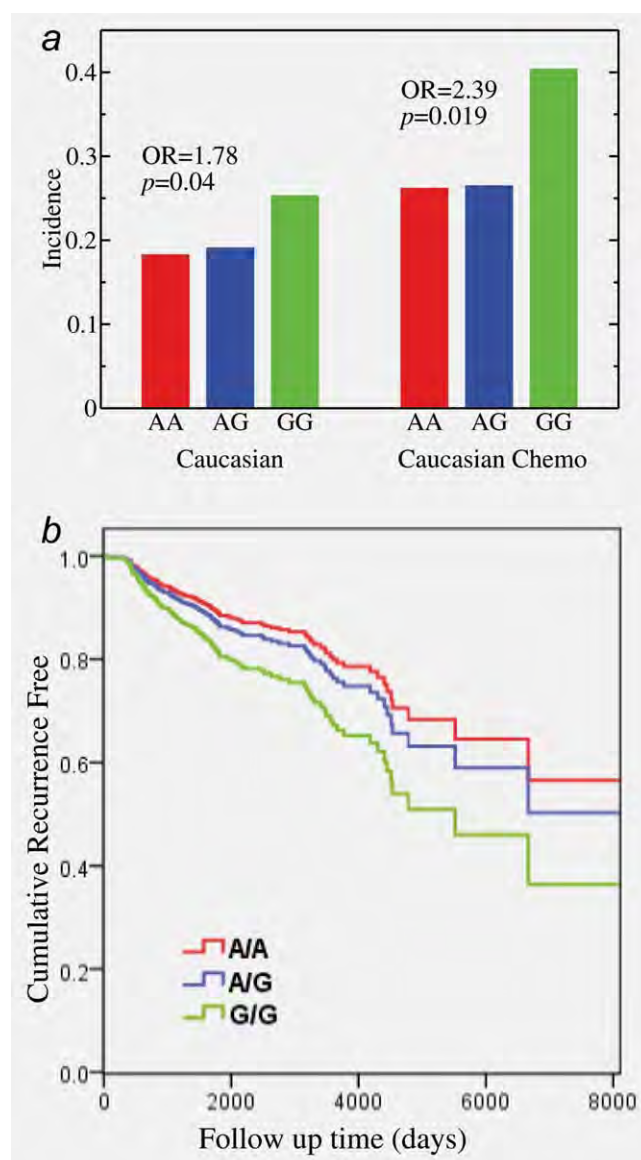 a
0.4
0.3
0.2
0.1
0
Incidence
OR=1.78
p=0.04
OR=2.39
p=0.019
AA AG GG AA AG GG
Caucasian Caucasian Chemo
b
1.0
0.8
0.6
0.4
0.2
0.0
Cumulative Recurrence Free
A/A
A/G
G/G
0 2000 4000 6000 8000
Follow up time (days)